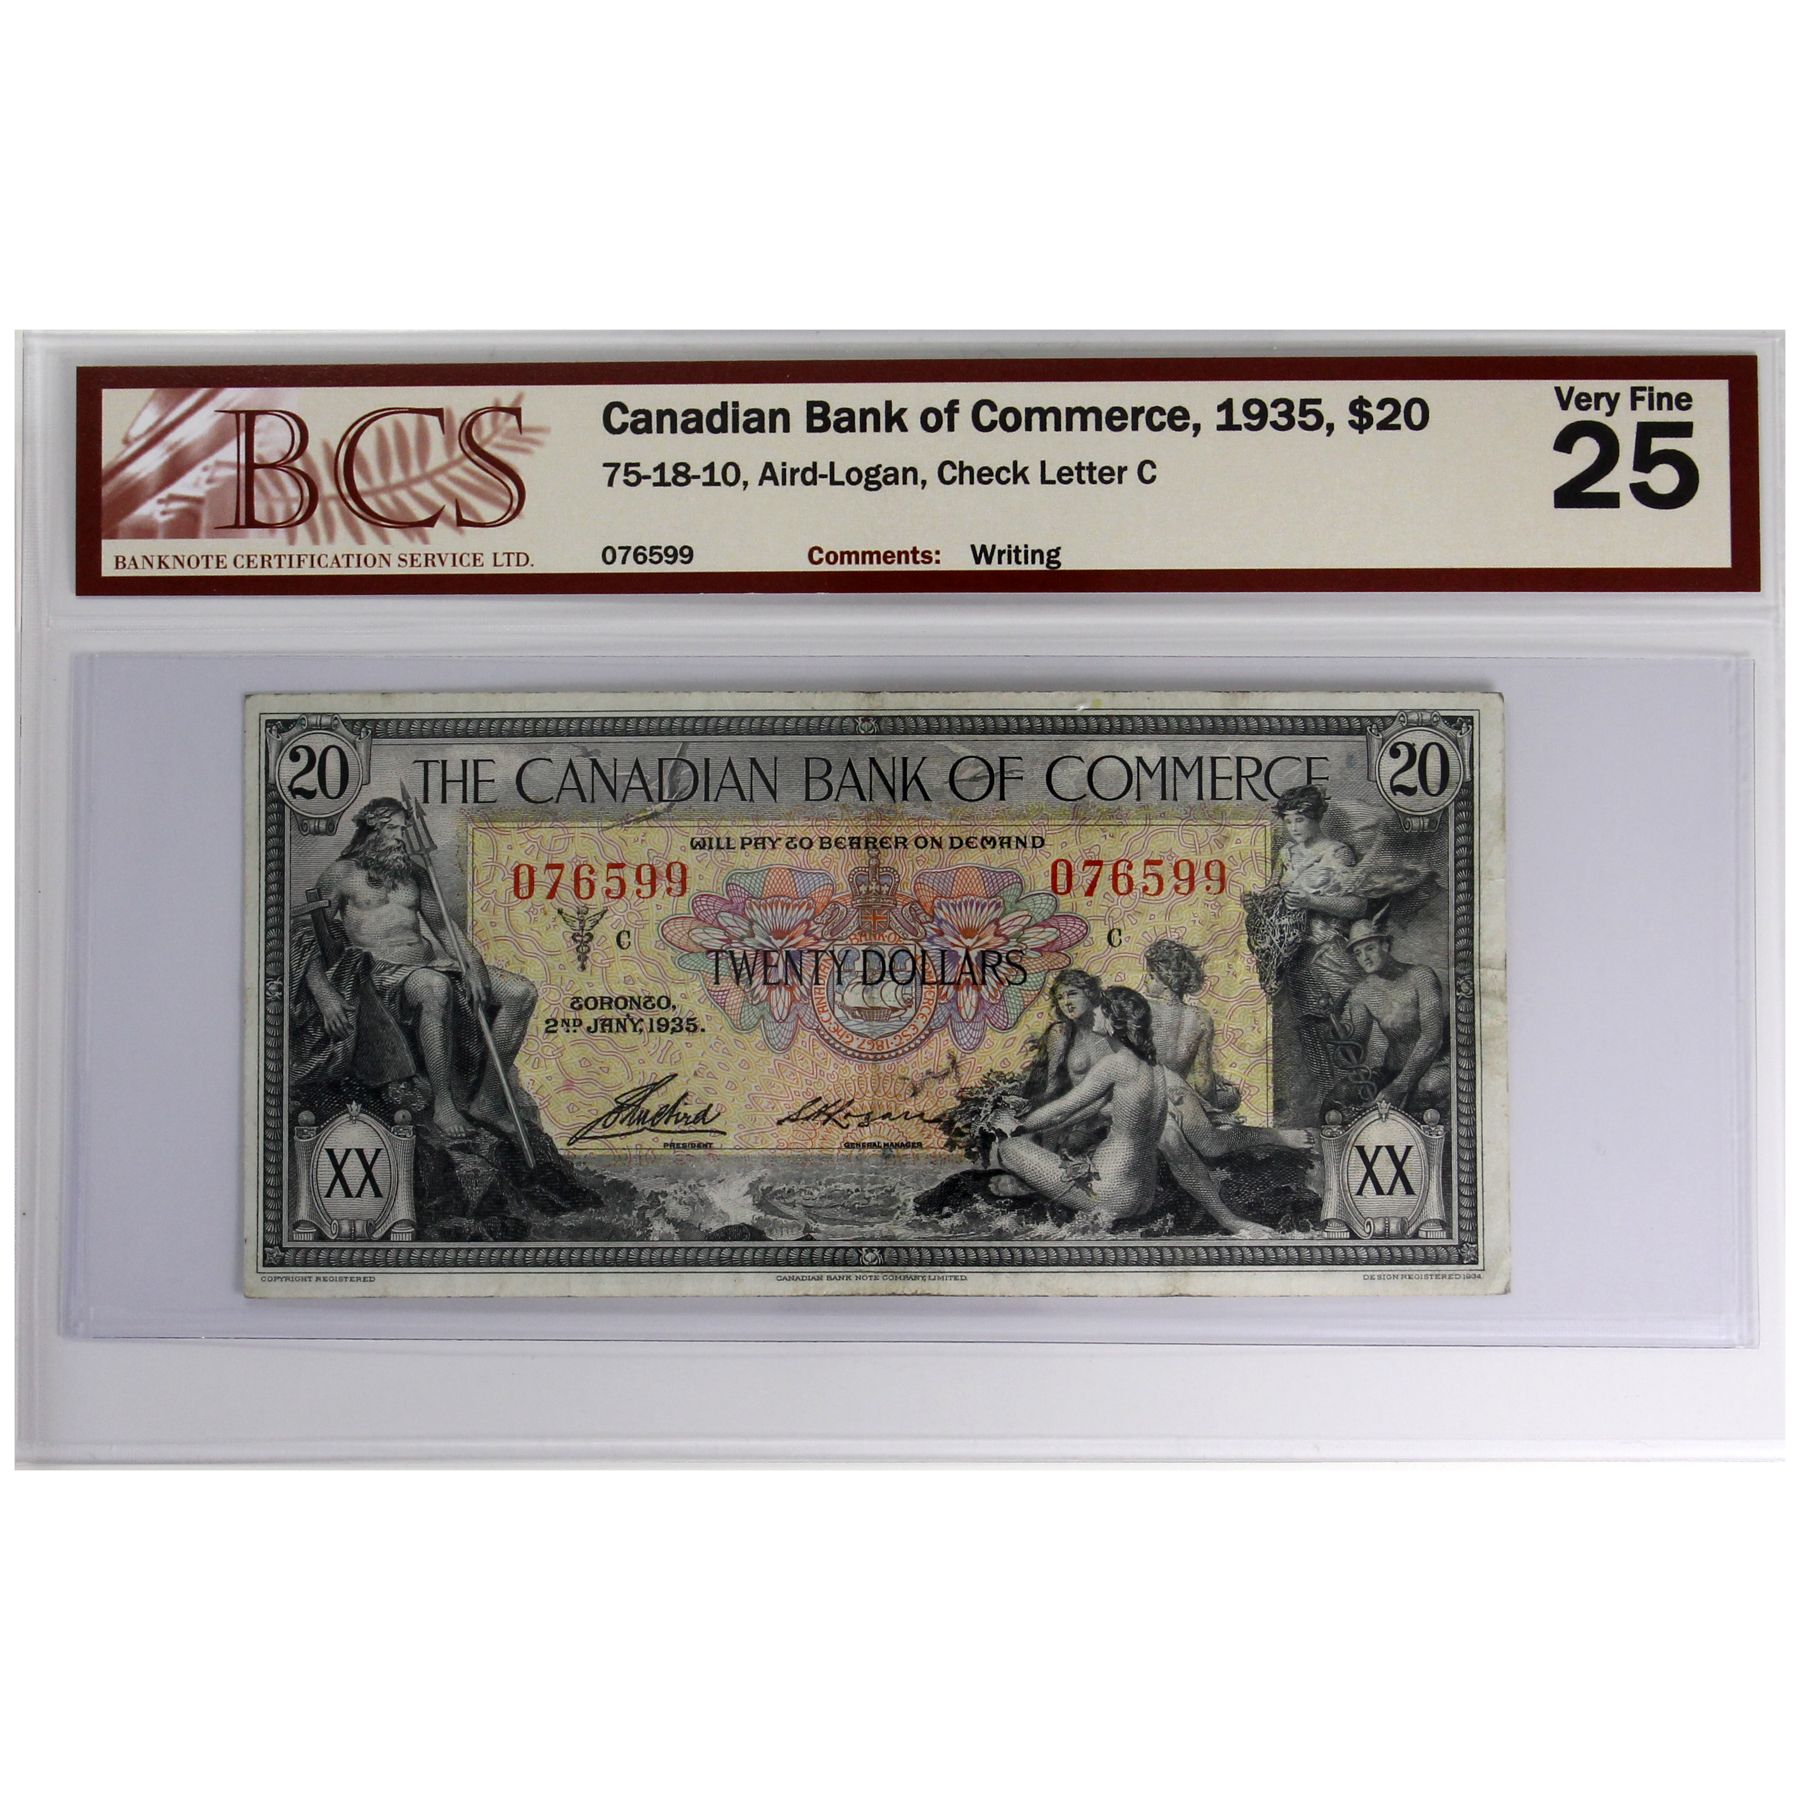 BCS
BANKNOTE CERTIFICATION SERVICE LTD.
Canadian Bank of Commerce, 1935, $20
75-18-10, Aird-Logan, Check Letter C
076599 Comments: Writing
Very Fine
25
20 THE CANADIAN BANK OF COMMERCE 20
WILL PAY TO BEARER ON DEMAND
076599 076599
C C
BANK OF
TWENTY DOLLARS
TORONTO,
2ND JANY, 1935.
1867
PRESIDENT GENERAL MANAGER
XX XX
COPYRIGHT REGISTERED CANADIAN BANK NOTE COMPANY, LIMITED. DESIGN REGISTERED 1934